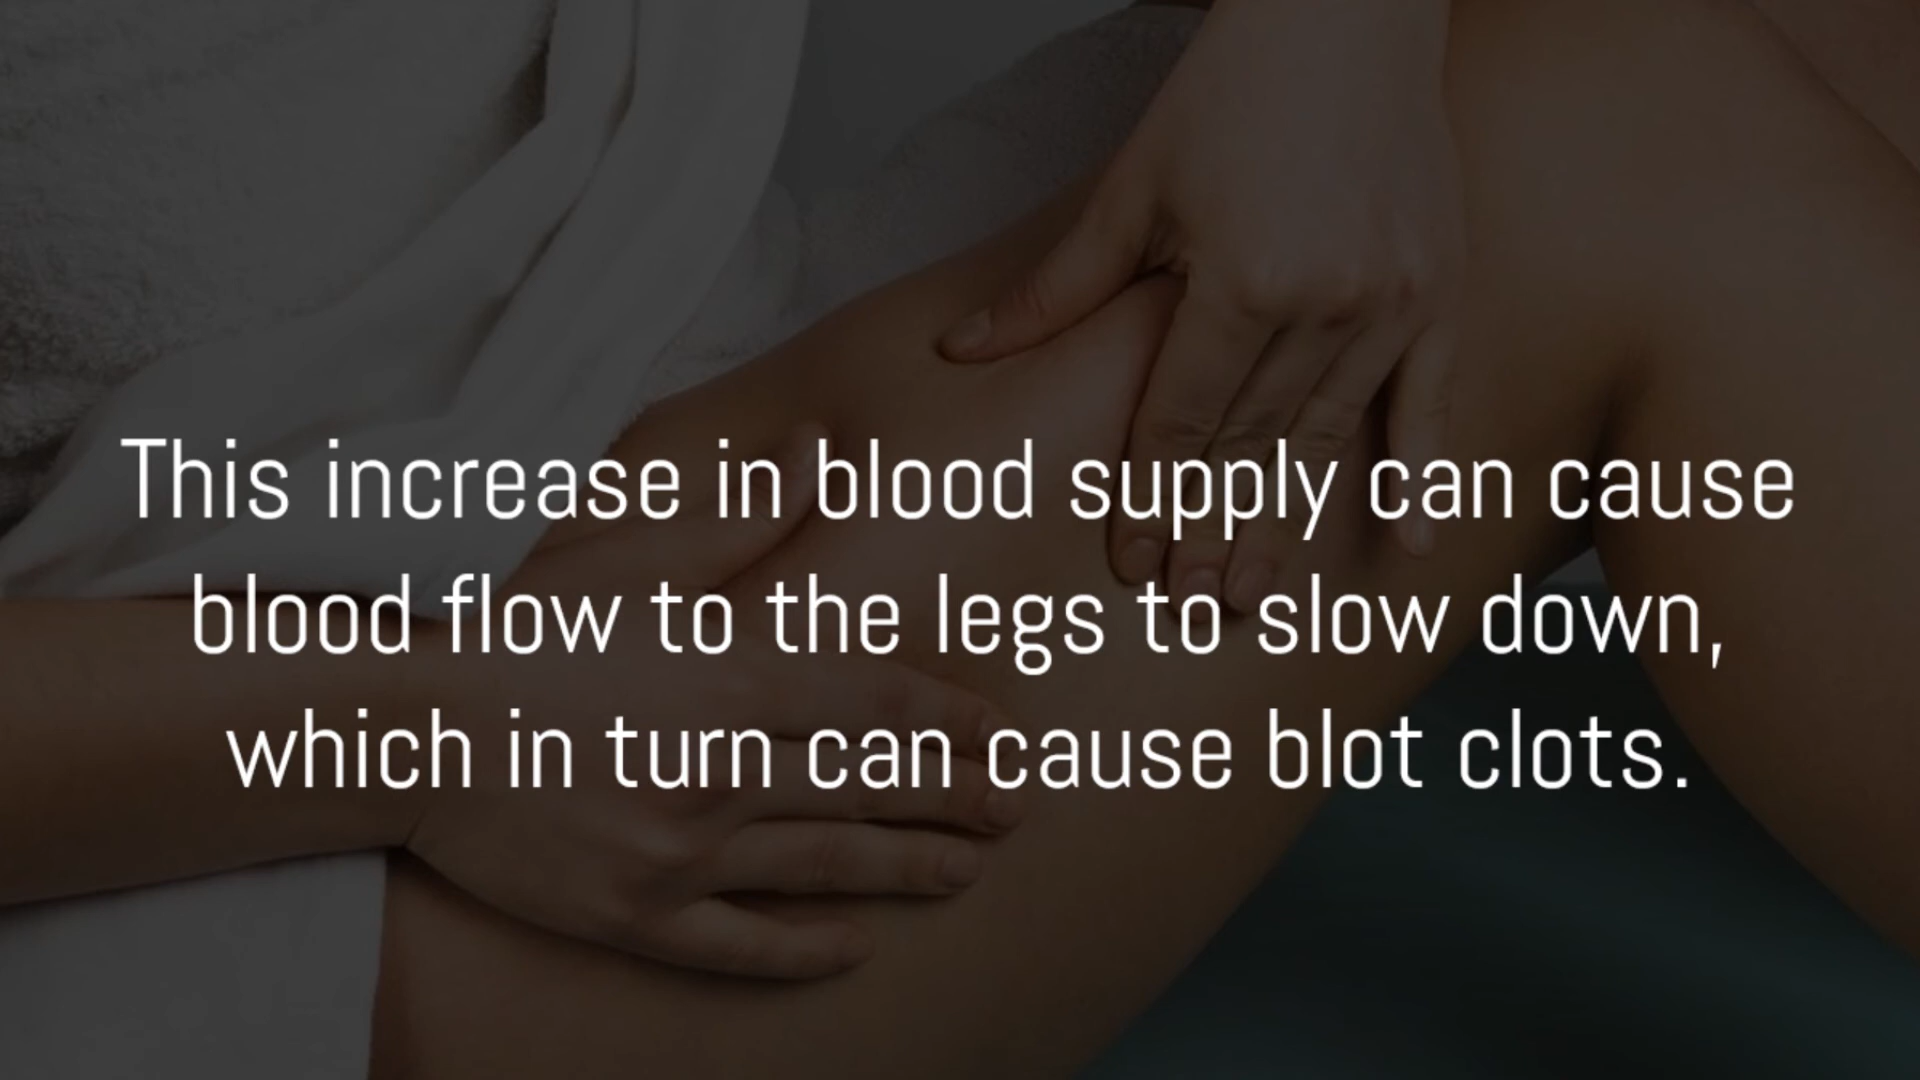 This increase in blood supply can cause
blood flow to the legs to slow down,
which in turn can cause blot clots.